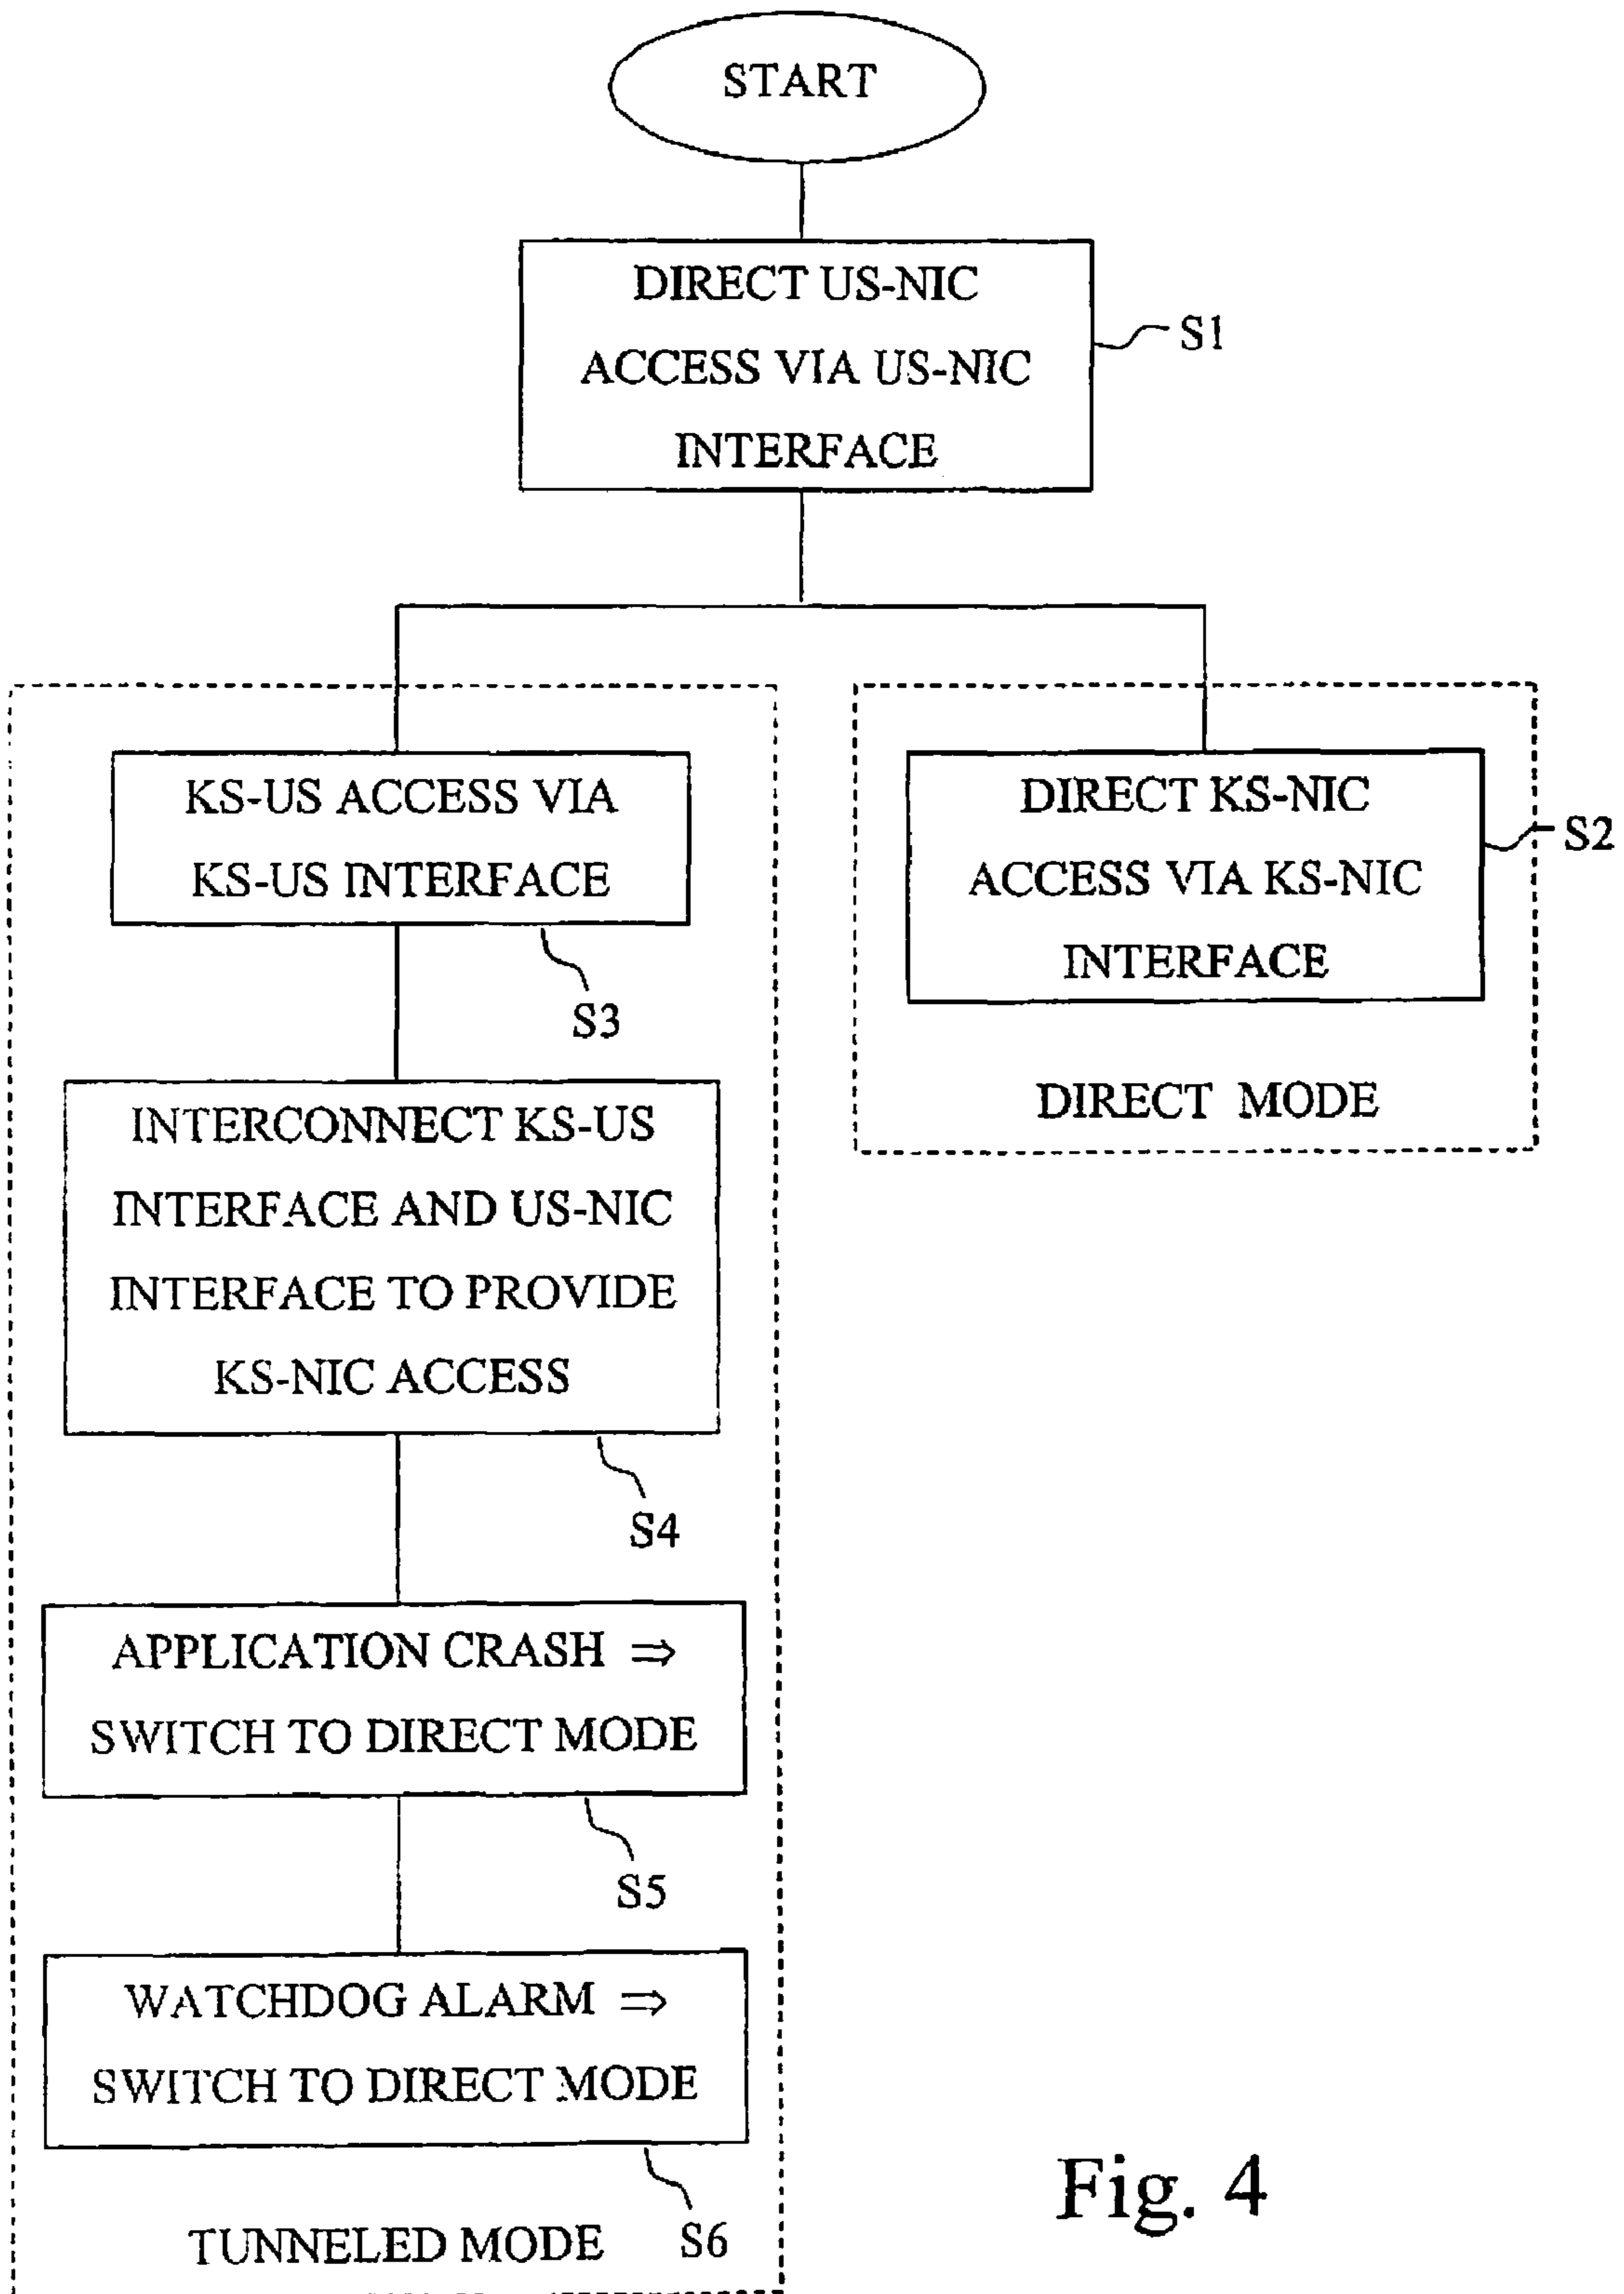 START
DIRECT US-NIC
ACCESS VIA US-NIC
INTERFACE
S1
KS-US ACCESS VIA
KS-US INTERFACE
S3
INTERCONNECT KS-US
INTERFACE AND US-NIC
INTERFACE TO PROVIDE
KS-NIC ACCESS
S4
APPLICATION CRASH ⇒
SWITCH TO DIRECT MODE
S5
WATCHDOG ALARM ⇒
SWITCH TO DIRECT MODE
S6
TUNNELED MODE
DIRECT KS-NIC
ACCESS VIA KS-NIC
INTERFACE
S2
DIRECT MODE
Fig. 4